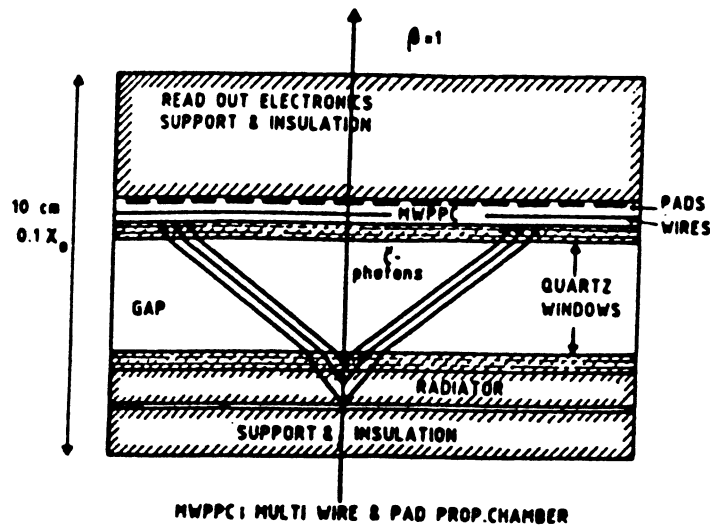 β=1
READ OUT ELECTRONICS
SUPPORT & INSULATION
10 cm
0.1 X₀
PADS
MWPPC
WIRES
č-
photons
QUARTZ
WINDOWS
GAP
RADIATOR
SUPPORT & INSULATION
MWPPC: MULTI WIRE & PAD PROP.CHAMBER